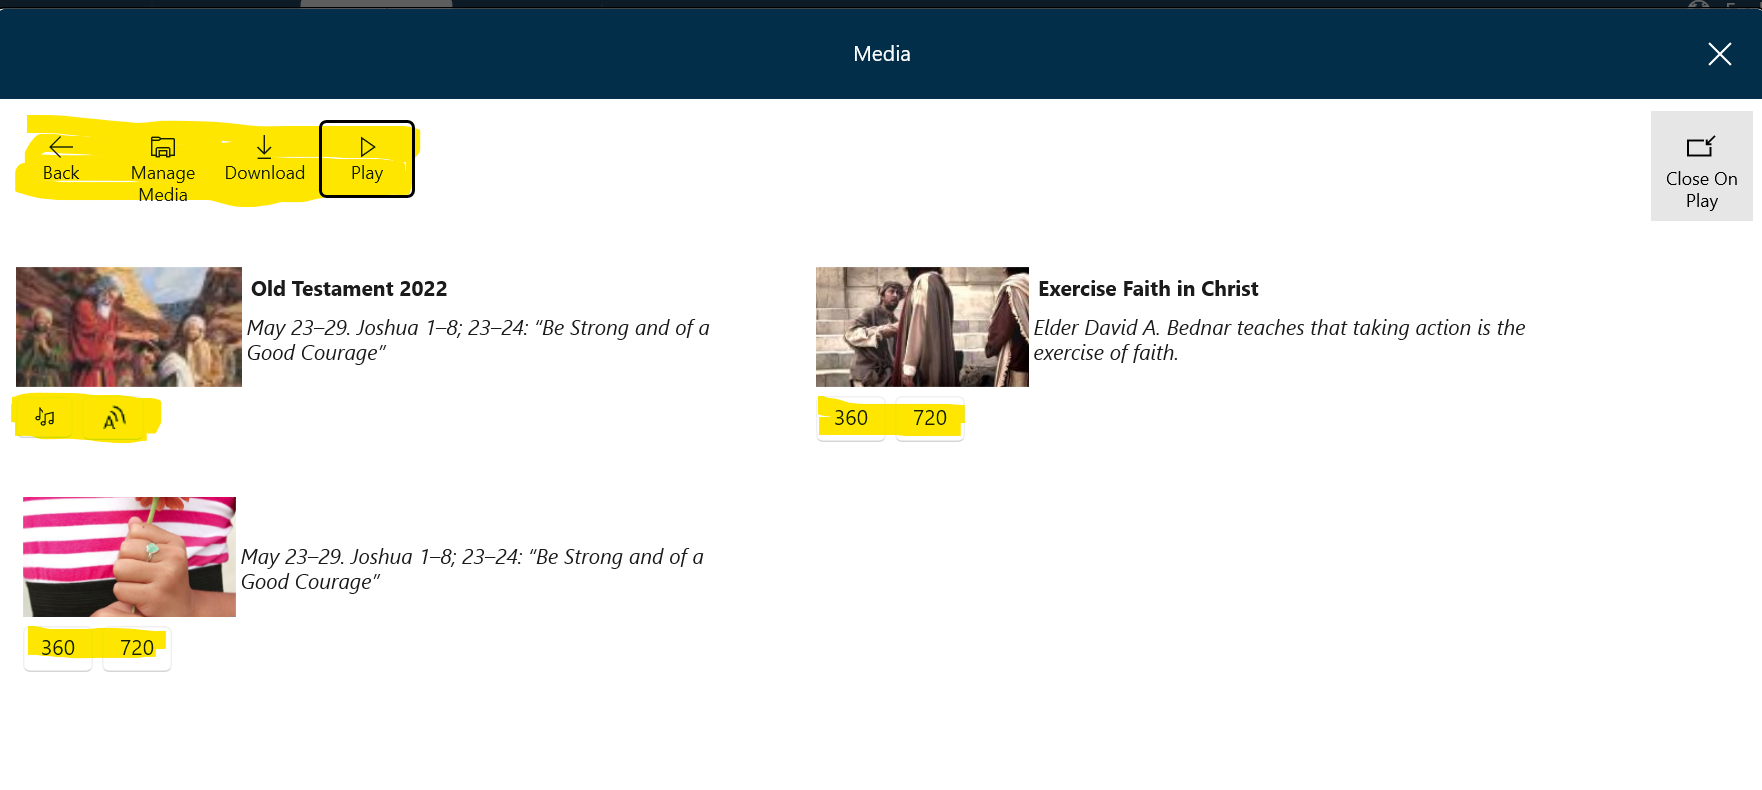 Media
Back
Manage
Media
Download
Play
Close On
Play
Old Testament 2022
May 23–29. Joshua 1–8; 23–24: “Be Strong and of a
Good Courage”
Exercise Faith in Christ
Elder David A. Bednar teaches that taking action is the
exercise of faith.
360
720
May 23–29. Joshua 1–8; 23–24: “Be Strong and of a
Good Courage”
360
720